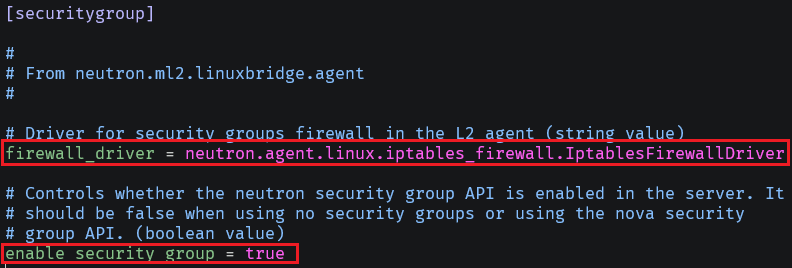 [securitygroup]
#
# From neutron.ml2.linuxbridge.agent
#
# Driver for security groups firewall in the L2 agent (string value)
firewall_driver = neutron.agent.linux.iptables_firewall.IptablesFirewallDriver
# Controls whether the neutron security group API is enabled in the server. It
# should be false when using no security groups or using the nova security
# group API. (boolean value)
enable_security_group = true